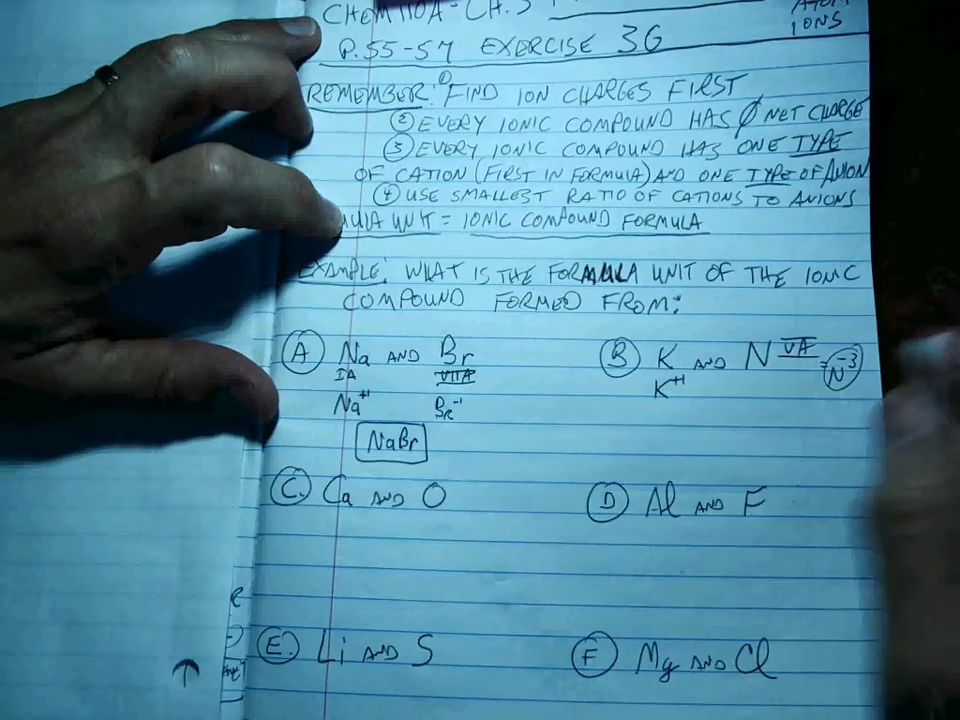 CHEM 110A - CH. 3
IONS
P. 55-57 EXERCISE 3G
REMEMBER: ① FIND ION CHARGES FIRST
② EVERY IONIC COMPOUND HAS Ø NET CHARGE
③ EVERY IONIC COMPOUND HAS ONE TYPE
OF CATION (FIRST IN FORMULA) AND ONE TYPE OF ANION
④ USE SMALLEST RATIO OF CATIONS TO ANIONS
MULA UNIT = IONIC COMPOUND FORMULA
EXAMPLE: WHAT IS THE FORMULA UNIT OF THE IONIC
COMPOUND FORMED FROM:
Ⓐ Na AND Br
IA VIIA
Na⁺¹ Br⁻¹
NaBr
Ⓑ K AND N VA = N⁻³
K⁺¹
Ⓒ Ca AND O
Ⓓ Al AND F
Ⓔ Li AND S
Ⓕ Mg AND Cl